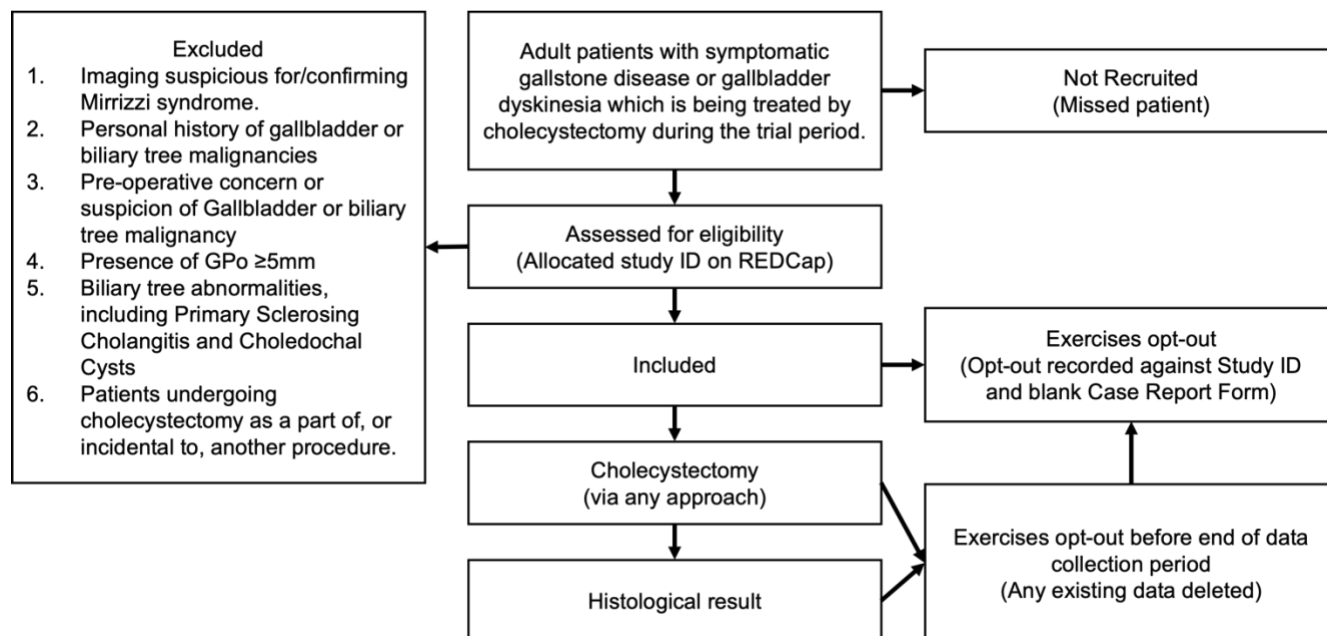 Excluded
1. Imaging suspicious for/confirming
Mirrizzi syndrome.
2. Personal history of gallbladder or
biliary tree malignancies
3. Pre-operative concern or
suspicion of Gallbladder or biliary
tree malignancy
4. Presence of GPo ≥5mm
5. Biliary tree abnormalities,
including Primary Sclerosing
Cholangitis and Choledochal
Cysts
6. Patients undergoing
cholecystectomy as a part of, or
incidental to, another procedure.
Adult patients with symptomatic
gallstone disease or gallbladder
dyskinesia which is being treated by
cholecystectomy during the trial period.
Not Recruited
(Missed patient)
Assessed for eligibility
(Allocated study ID on REDCap)
Included
Exercises opt-out
(Opt-out recorded against Study ID
and blank Case Report Form)
Cholecystectomy
(via any approach)
Exercises opt-out before end of data
collection period
(Any existing data deleted)
Histological result